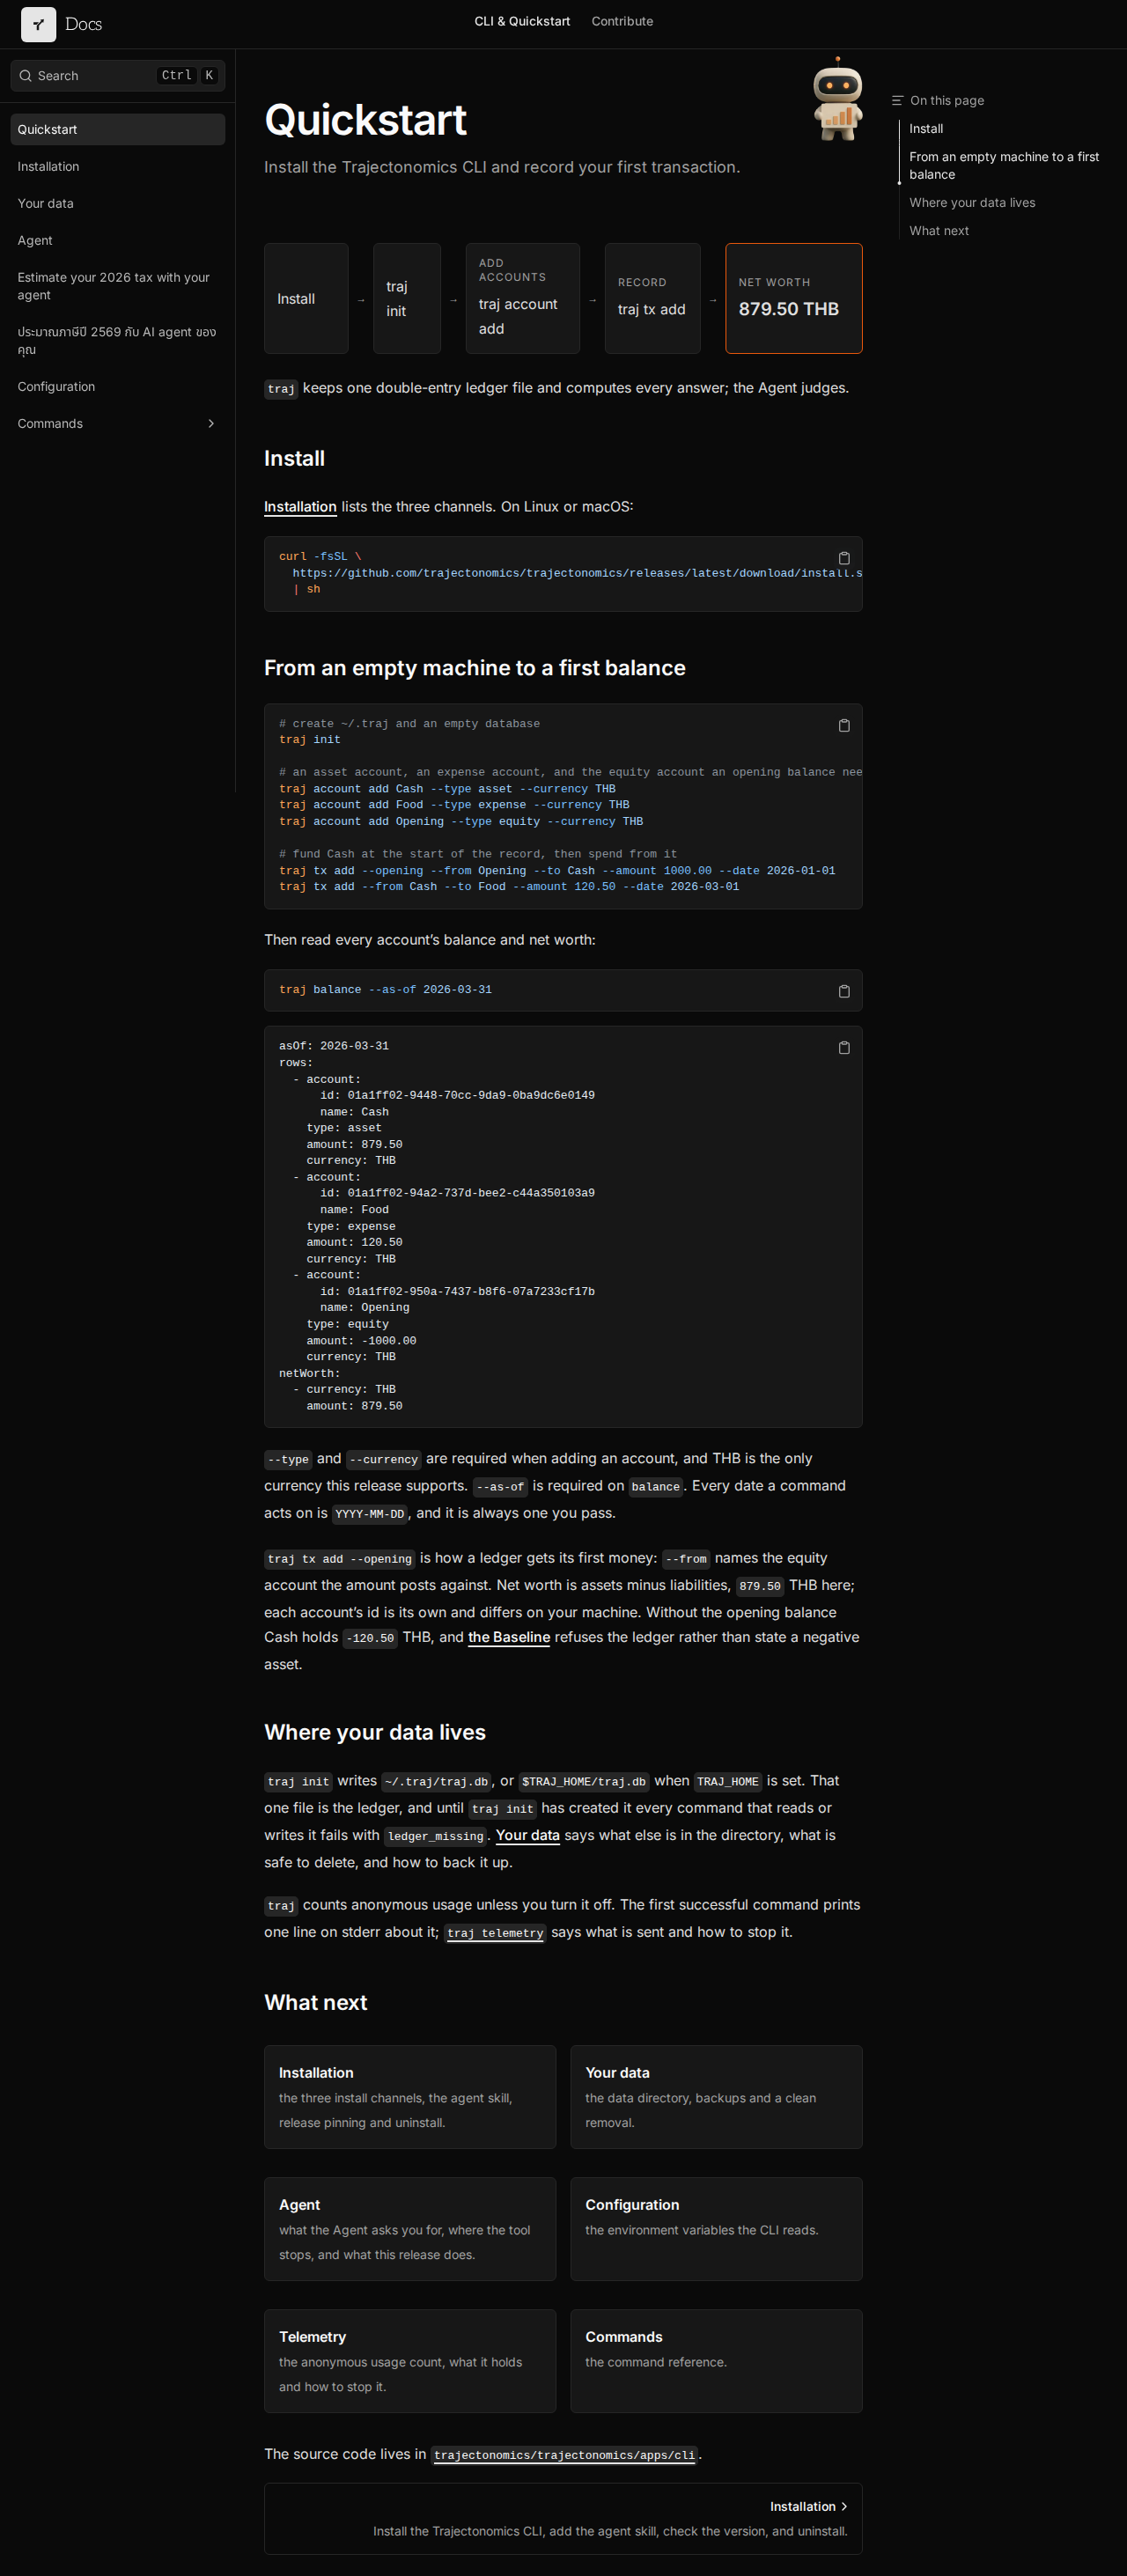 Docs
CLI & Quickstart
Contribute
Search
Ctrl K
Quickstart
Installation
Your data
Agent
Estimate your 2026 tax with your
agent
ประมาณภาษีปี 2569 กับ AI agent ของ
คุณ
Configuration
Commands
Quickstart
Install the Trajectonomics CLI and record your first transaction.
Install
→
traj
init
→
ADD
ACCOUNTS
traj account
add
→
RECORD
traj tx add
→
NET WORTH
879.50 THB
traj keeps one double-entry ledger file and computes every answer; the Agent judges.
Install
Installation lists the three channels. On Linux or macOS:
curl -fsSL \
https://github.com/trajectonomics/trajectonomics/releases/latest/download/install.s
| sh
From an empty machine to a first balance
# create ~/.traj and an empty database
traj init
# an asset account, an expense account, and the equity account an opening balance nee
traj account add Cash --type asset --currency THB
traj account add Food --type expense --currency THB
traj account add Opening --type equity --currency THB
# fund Cash at the start of the record, then spend from it
traj tx add --opening --from Opening --to Cash --amount 1000.00 --date 2026-01-01
traj tx add --from Cash --to Food --amount 120.50 --date 2026-03-01
Then read every account’s balance and net worth:
traj balance --as-of 2026-03-31
asOf: 2026-03-31
rows:
- account:
id: 01a1ff02-9448-70cc-9da9-0ba9dc6e0149
name: Cash
type: asset
amount: 879.50
currency: THB
- account:
id: 01a1ff02-94a2-737d-bee2-c44a350103a9
name: Food
type: expense
amount: 120.50
currency: THB
- account:
id: 01a1ff02-950a-7437-b8f6-07a7233cf17b
name: Opening
type: equity
amount: -1000.00
currency: THB
netWorth:
- currency: THB
amount: 879.50
--type and --currency are required when adding an account, and THB is the only
currency this release supports. --as-of is required on balance. Every date a command
acts on is YYYY-MM-DD, and it is always one you pass.
traj tx add --opening is how a ledger gets its first money: --from names the equity
account the amount posts against. Net worth is assets minus liabilities, 879.50 THB here;
each account’s id is its own and differs on your machine. Without the opening balance
Cash holds -120.50 THB, and the Baseline refuses the ledger rather than state a negative
asset.
Where your data lives
traj init writes ~/.traj/traj.db, or $TRAJ_HOME/traj.db when TRAJ_HOME is set. That
one file is the ledger, and until traj init has created it every command that reads or
writes it fails with ledger_missing. Your data says what else is in the directory, what is
safe to delete, and how to back it up.
traj counts anonymous usage unless you turn it off. The first successful command prints
one line on stderr about it; traj telemetry says what is sent and how to stop it.
What next
Installation
the three install channels, the agent skill,
release pinning and uninstall.
Your data
the data directory, backups and a clean
removal.
Agent
what the Agent asks you for, where the tool
stops, and what this release does.
Configuration
the environment variables the CLI reads.
Telemetry
the anonymous usage count, what it holds
and how to stop it.
Commands
the command reference.
The source code lives in trajectonomics/trajectonomics/apps/cli.
Installation
Install the Trajectonomics CLI, add the agent skill, check the version, and uninstall.
On this page
Install
From an empty machine to a first
balance
Where your data lives
What next